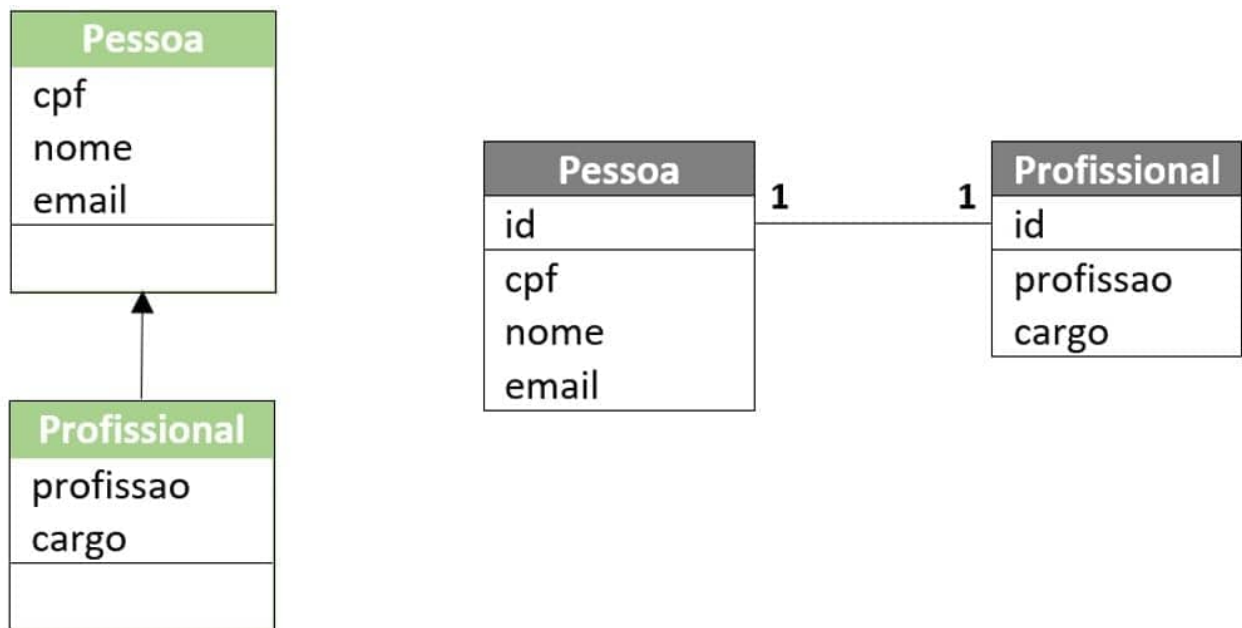 Pessoa
cpf
nome
email
Profissional
profissao
cargo
Pessoa
id
cpf
nome
email
1
1
Profissional
id
profissao
cargo